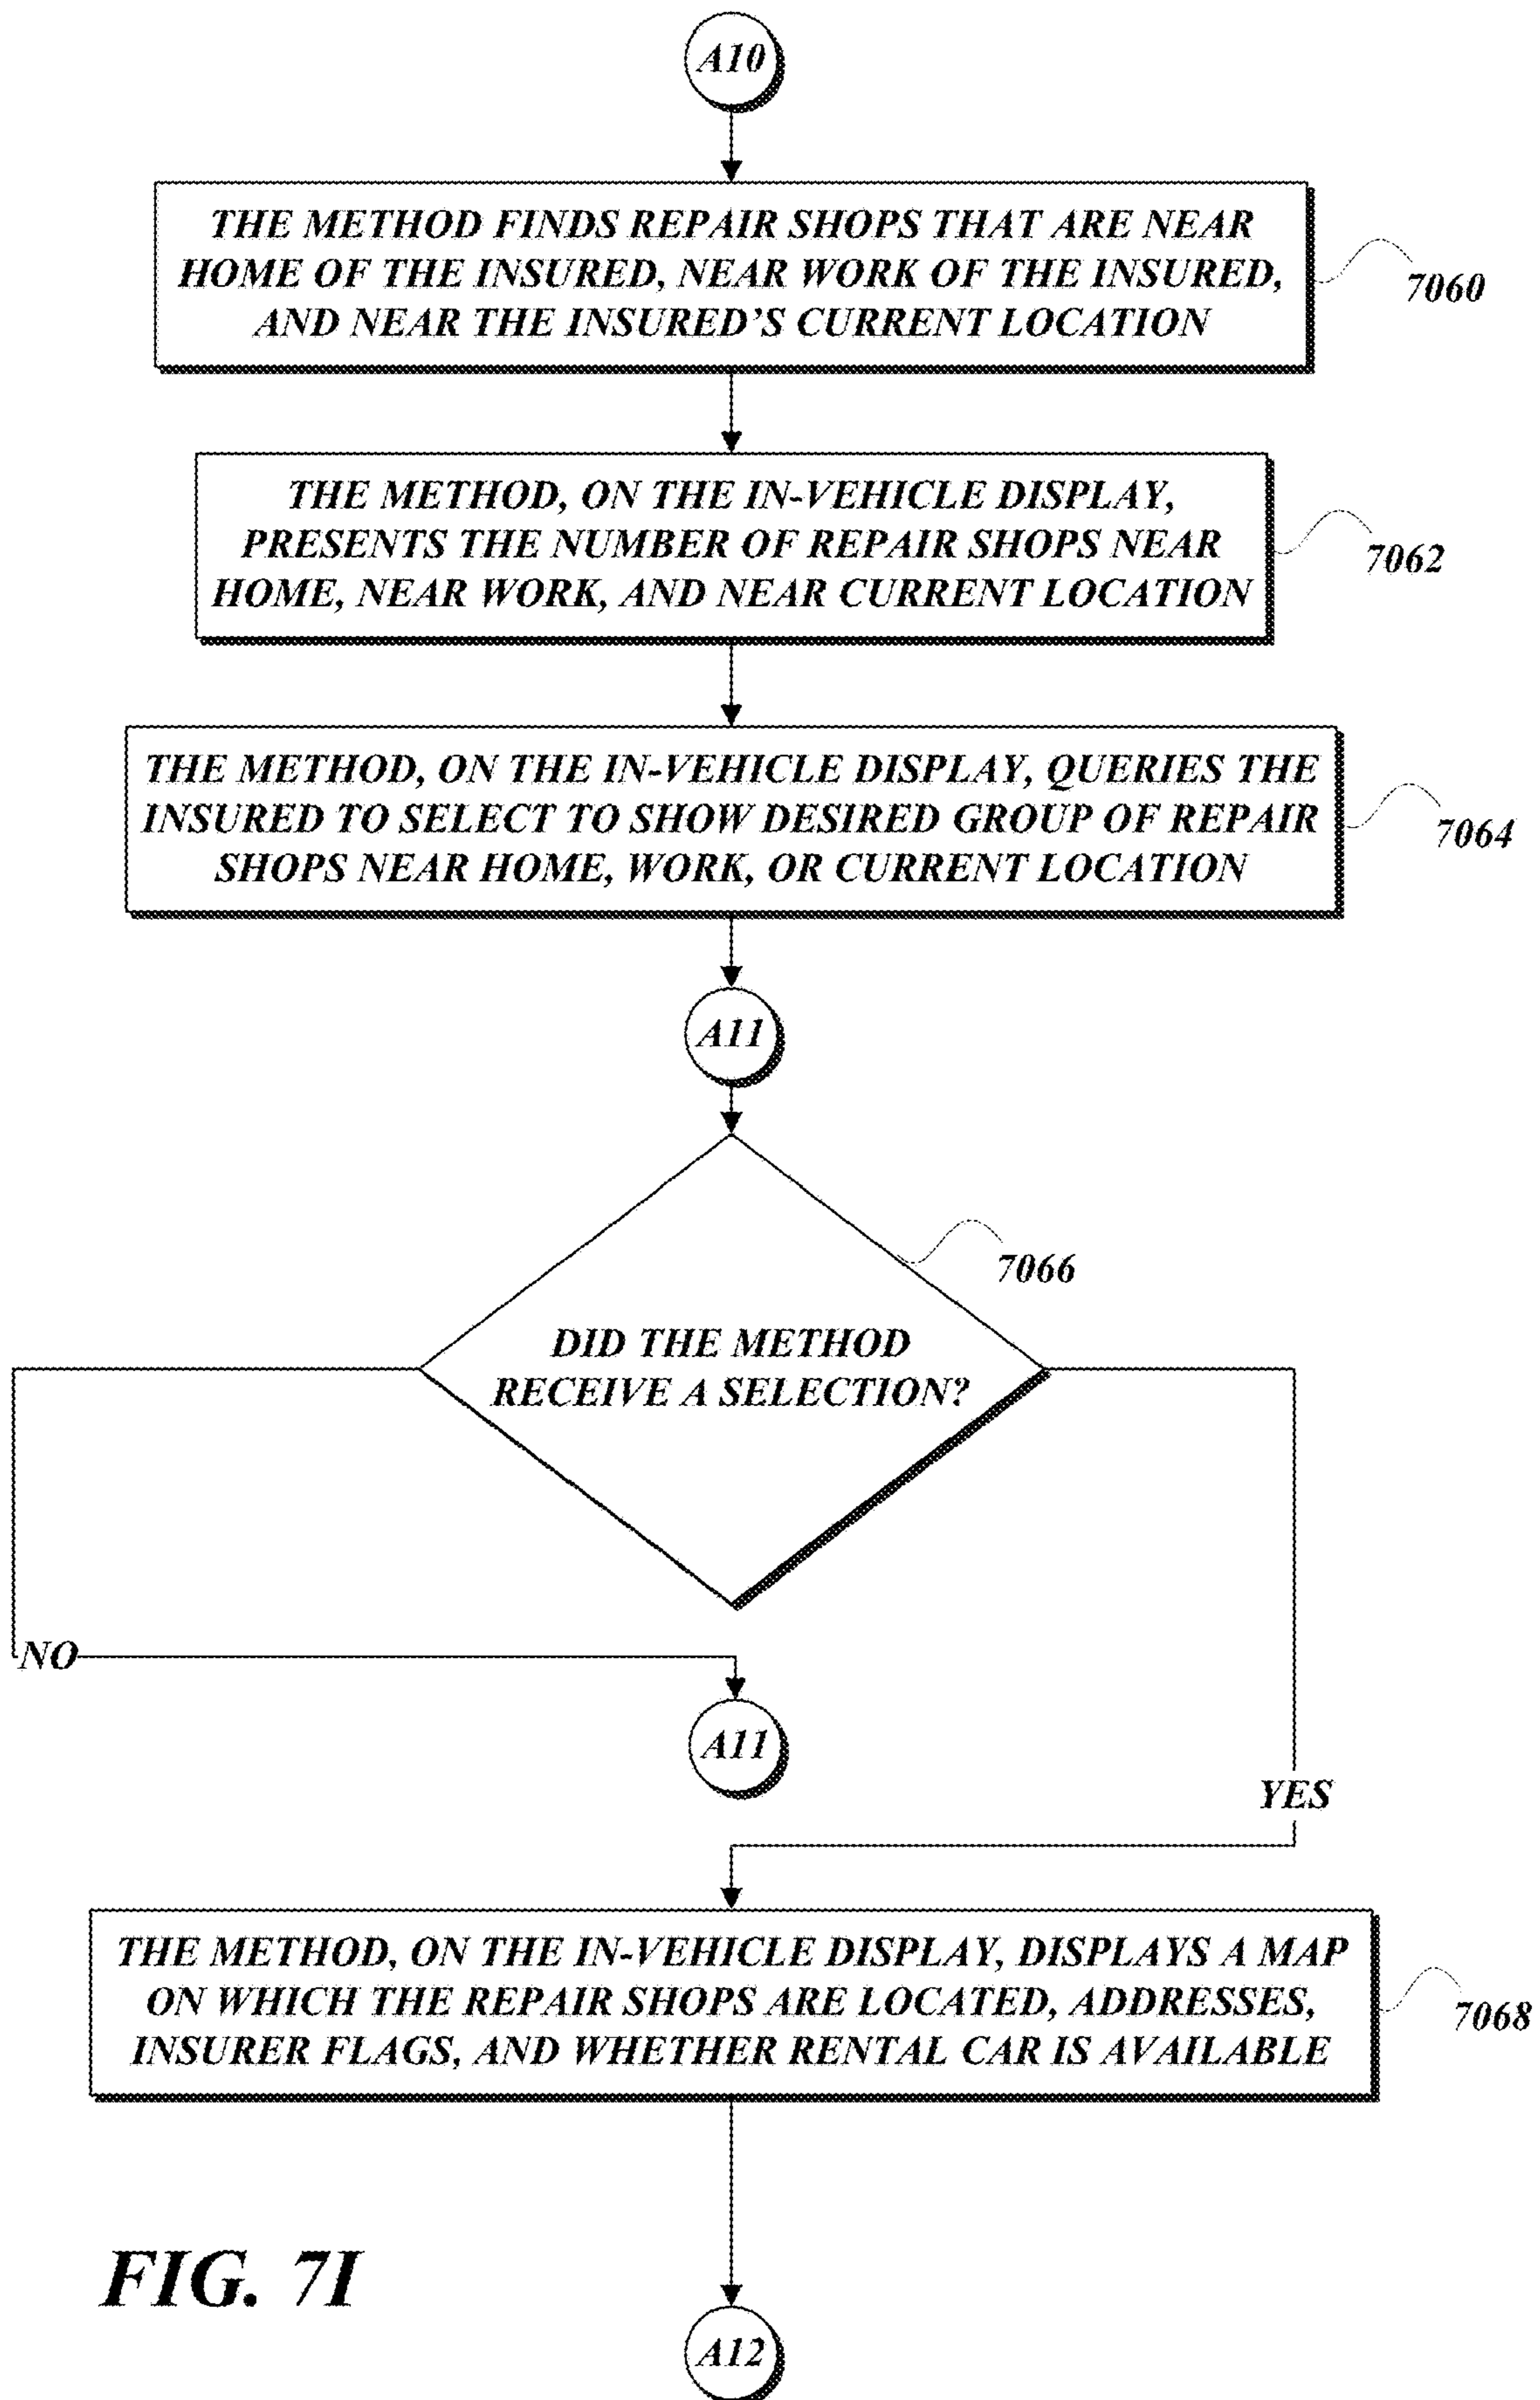 A10
THE METHOD FINDS REPAIR SHOPS THAT ARE NEAR
HOME OF THE INSURED, NEAR WORK OF THE INSURED,
AND NEAR THE INSURED'S CURRENT LOCATION
7060
THE METHOD, ON THE IN-VEHICLE DISPLAY,
PRESENTS THE NUMBER OF REPAIR SHOPS NEAR
HOME, NEAR WORK, AND NEAR CURRENT LOCATION
7062
THE METHOD, ON THE IN-VEHICLE DISPLAY, QUERIES THE
INSURED TO SELECT TO SHOW DESIRED GROUP OF REPAIR
SHOPS NEAR HOME, WORK, OR CURRENT LOCATION
7064
A11
7066
DID THE METHOD
RECEIVE A SELECTION?
NO
A11
YES
THE METHOD, ON THE IN-VEHICLE DISPLAY, DISPLAYS A MAP
ON WHICH THE REPAIR SHOPS ARE LOCATED, ADDRESSES,
INSURER FLAGS, AND WHETHER RENTAL CAR IS AVAILABLE
7068
FIG. 7I
A12